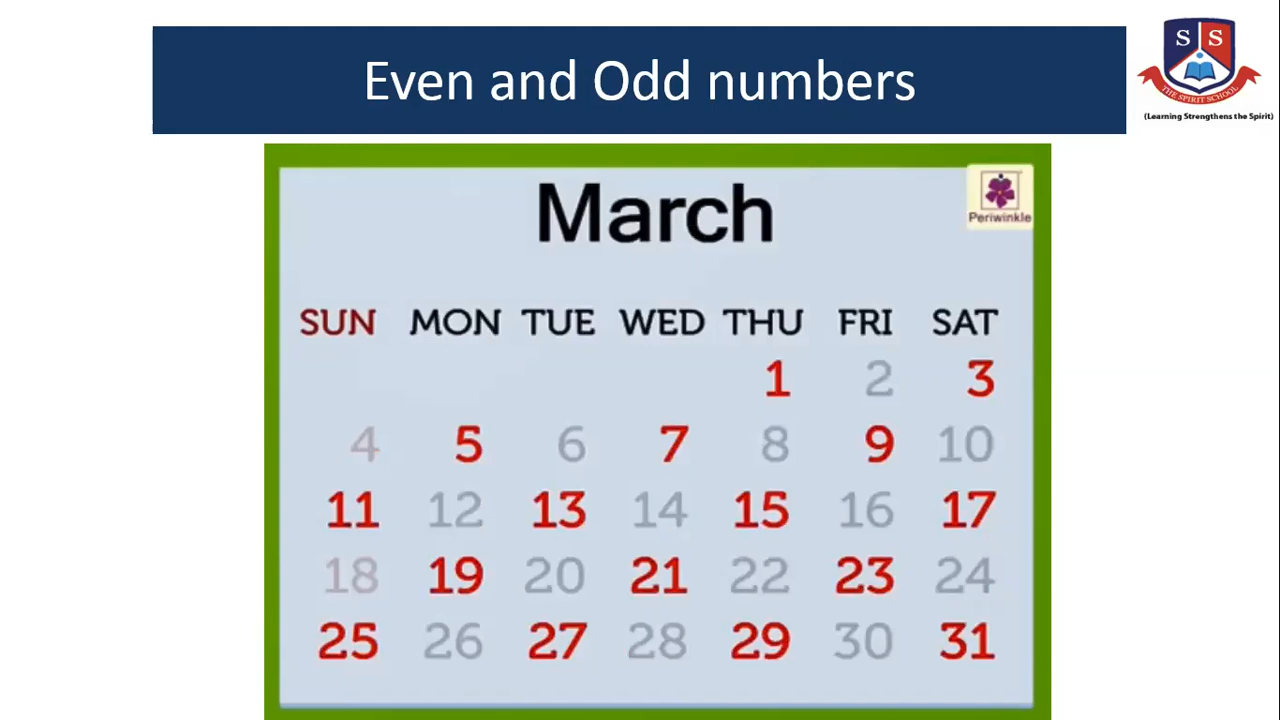 Even and Odd numbers
S S
THE SPIRIT SCHOOL
(Learning Strengthens the Spirit)
March
Periwinkle
SUN MON TUE WED THU FRI SAT
1 2 3
4 5 6 7 8 9 10
11 12 13 14 15 16 17
18 19 20 21 22 23 24
25 26 27 28 29 30 31